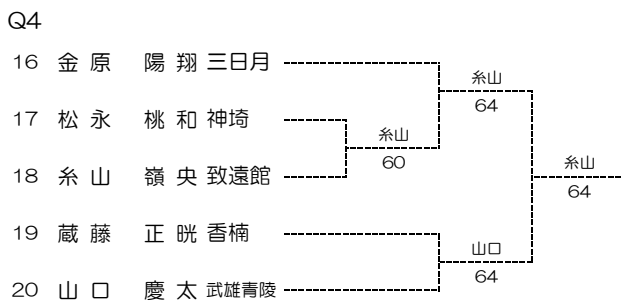 Q4
16 金原 陽翔 三日月
糸山
64
17 松永 桃和 神埼
糸山
60
18 糸山 嶺央 致遠館
糸山
64
19 蔵藤 正晄 香楠
山口
64
20 山口 慶太 武雄青陵